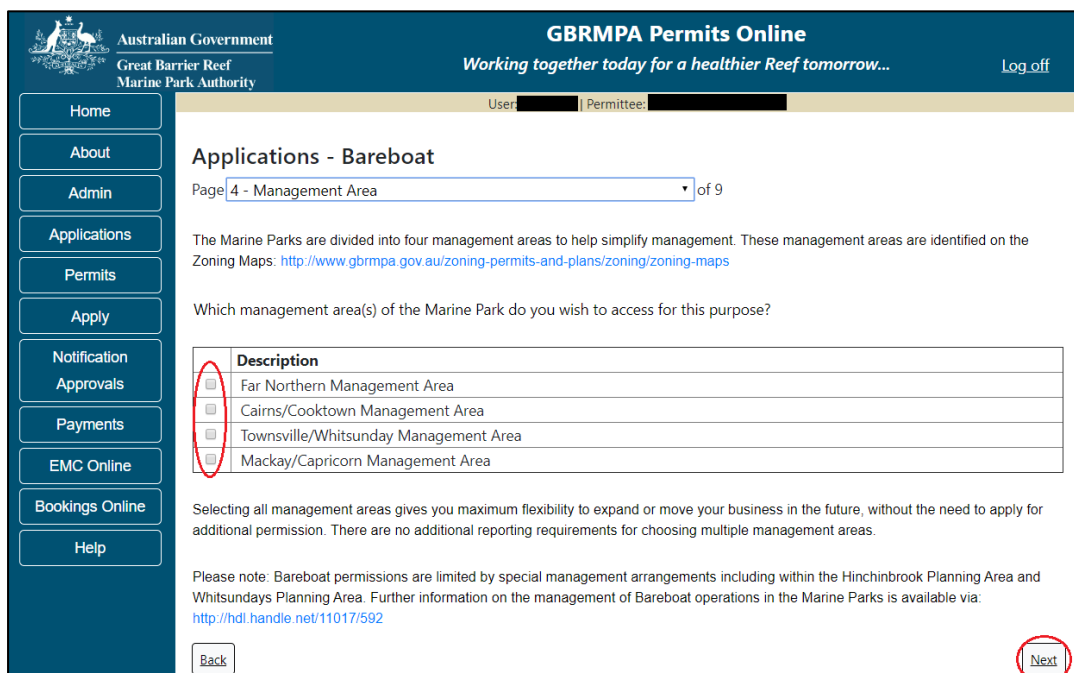 Australian Government
Great Barrier Reef
Marine Park Authority
GBRMPA Permits Online
Working together today for a healthier Reef tomorrow...
Log off
User: | Permittee:
Home
About
Admin
Applications
Permits
Apply
Notification
Approvals
Payments
EMC Online
Bookings Online
Help
Applications - Bareboat
Page 4 - Management Area of 9
The Marine Parks are divided into four management areas to help simplify management. These management areas are identified on the
Zoning Maps: http://www.gbrmpa.gov.au/zoning-permits-and-plans/zoning/zoning-maps
Which management area(s) of the Marine Park do you wish to access for this purpose?
Description
Far Northern Management Area
Cairns/Cooktown Management Area
Townsville/Whitsunday Management Area
Mackay/Capricorn Management Area
Selecting all management areas gives you maximum flexibility to expand or move your business in the future, without the need to apply for
additional permission. There are no additional reporting requirements for choosing multiple management areas.
Please note: Bareboat permissions are limited by special management arrangements including within the Hinchinbrook Planning Area and
Whitsundays Planning Area. Further information on the management of Bareboat operations in the Marine Parks is available via:
http://hdl.handle.net/11017/592
Back
Next